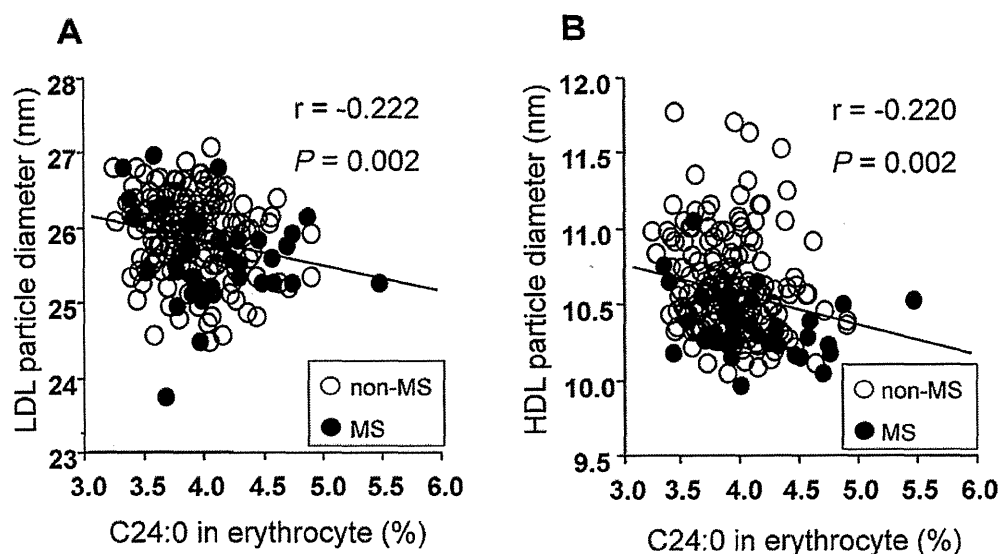 A
28
27
26
25
24
23
LDL particle diameter (nm)
r = -0.222
P = 0.002
non-MS
MS
3.0 3.5 4.0 4.5 5.0 5.5 6.0
C24:0 in erythrocyte (%)
B
12.0
11.5
11.0
10.5
10.0
9.5
HDL particle diameter (nm)
r = -0.220
P = 0.002
non-MS
MS
3.0 3.5 4.0 4.5 5.0 5.5 6.0
C24:0 in erythrocyte (%)